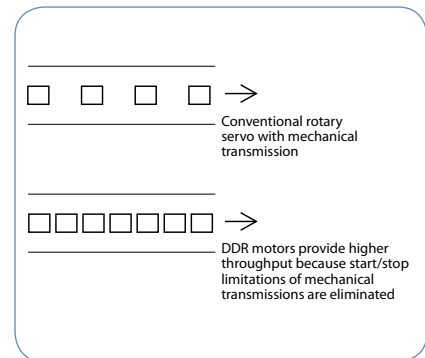 Conventional rotary
servo with mechanical
transmission
DDR motors provide higher
throughput because start/stop
limitations of mechanical
transmissions are eliminated